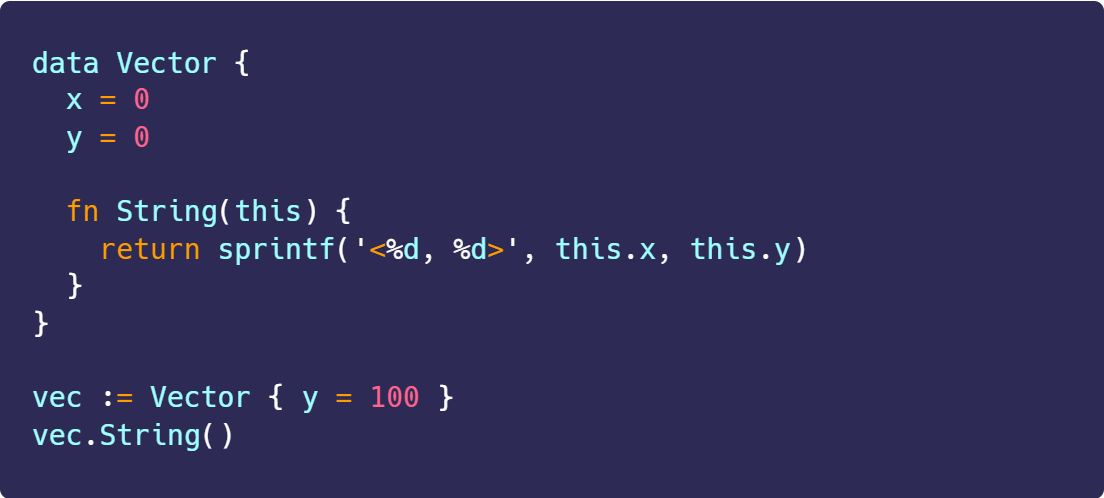 data Vector {
  x = 0
  y = 0

  fn String(this) {
    return sprintf('<%d, %d>', this.x, this.y)
  }
}

vec := Vector { y = 100 }
vec.String()